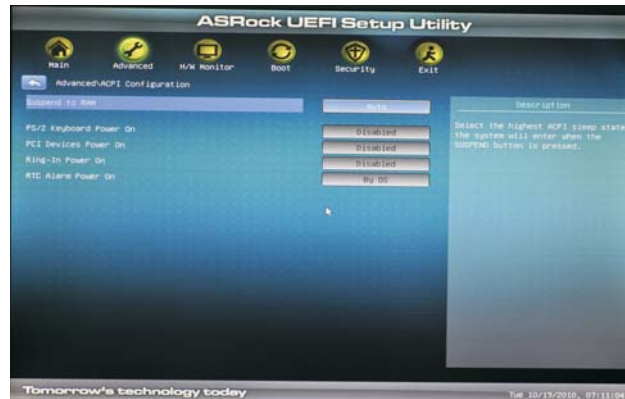 ASRock UEFI Setup Utility
Main Advanced H/W Monitor Boot Security Exit
Advanced\ACPI Configuration
Suspend to RAM Auto
PS/2 Keyboard Power On Disabled
PCI Devices Power On Disabled
Ring-In Power On Disabled
RTC Alarm Power On By OS
Description
Select the highest ACPI sleep state
the system will enter when the
SUSPEND button is pressed.
Tomorrow's technology today
Tue 10/19/2010, 07:11:04